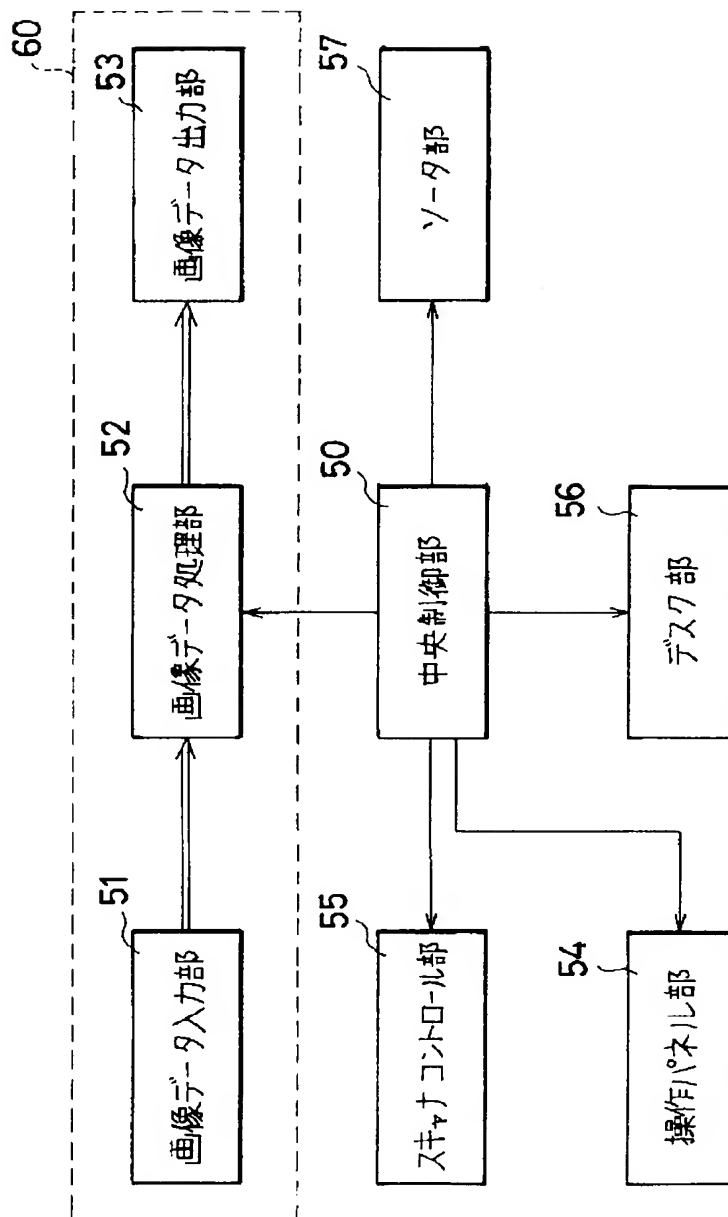 60
51
画像データ入力部
52
画像データ処理部
53
画像データ出力部
55
スキャナコントロール部
50
中央制御部
57
ソータ部
54
操作パネル部
56
デスク部